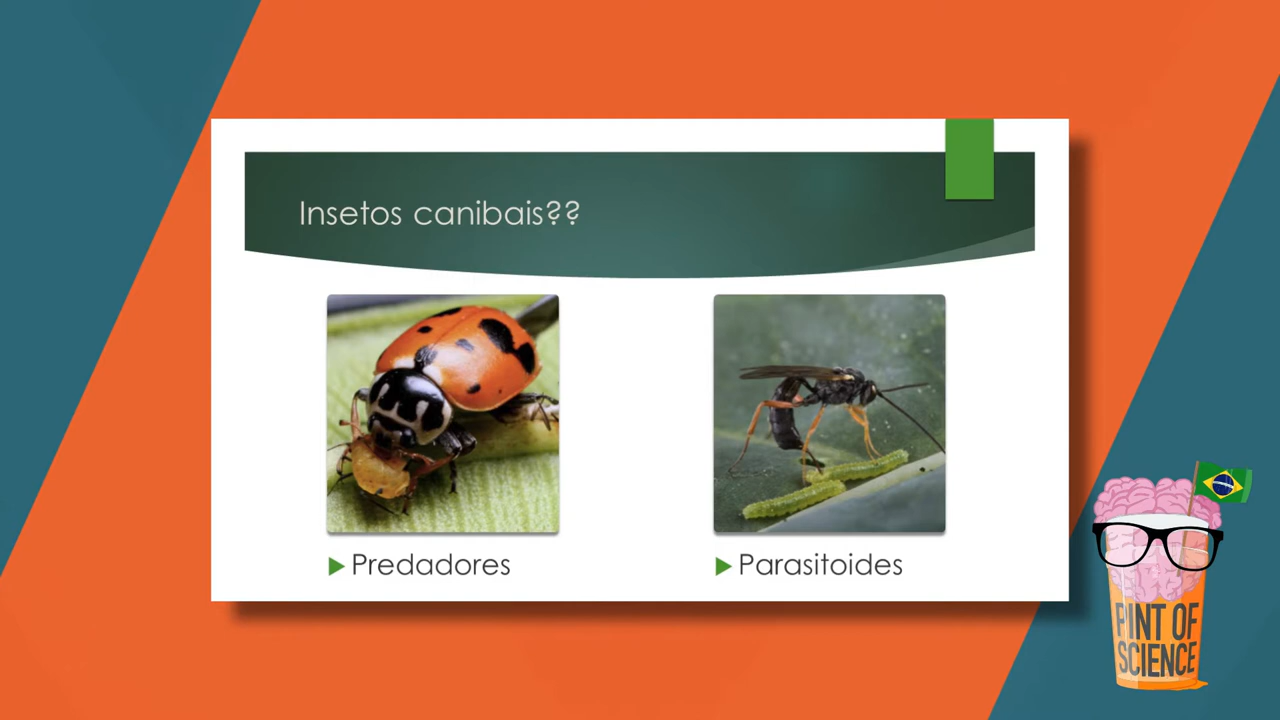 Insetos canibais??
Predadores
Parasitoides
PINT OF
SCIENCE